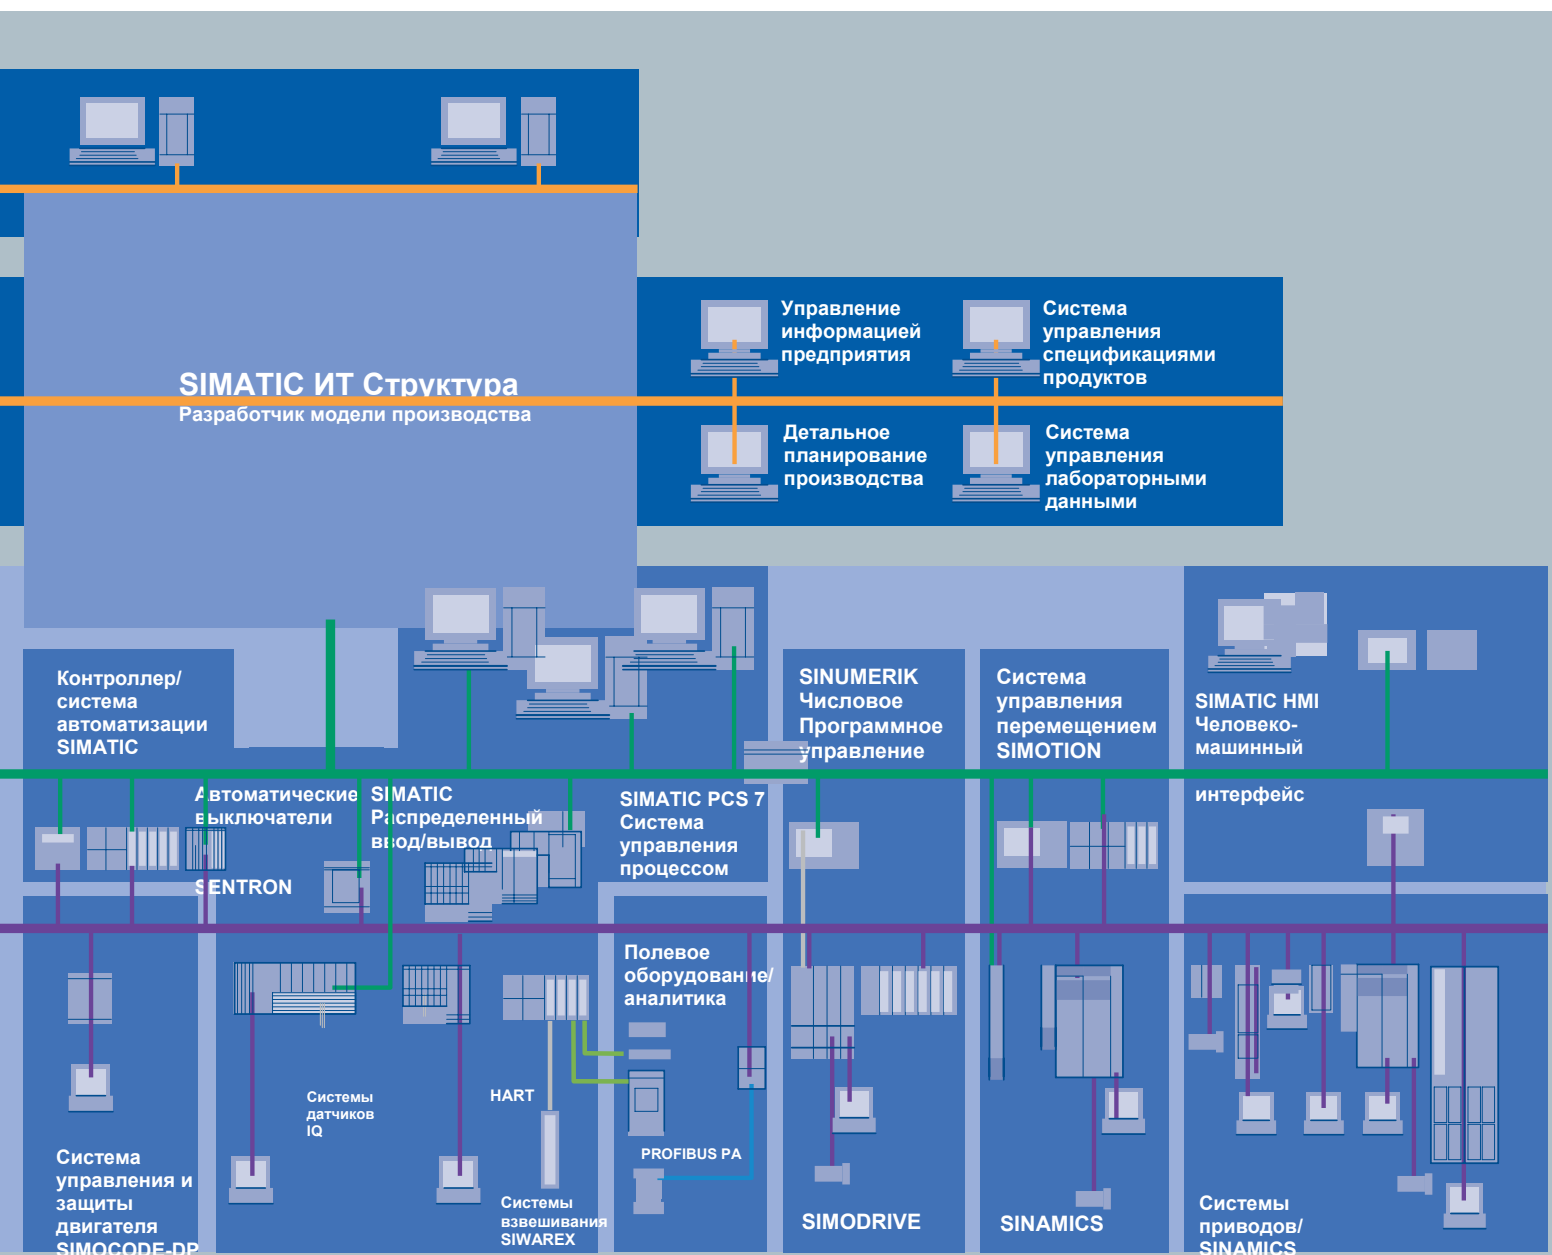 Управление
информацией
предприятия
Система
управления
спецификациями
продуктов
SIMATIC ИТ Структура
Разработчик модели производства
Детальное
планирование
производства
Система
управления
лабораторными
данными
Контроллер/
система
автоматизации
SIMATIC
SINUMERIK
Числовое
Программное
управление
Система
управления
перемещением
SIMOTION
SIMATIC HMI
Человеко-
машинный
интерфейс
Автоматические
выключатели
SENTRON
SIMATIC
Распределенный
ввод/вывод
SIMATIC PCS 7
Система
управления
процессом
Полевое
оборудование/
аналитика
Системы
датчиков
IQ
HART
PROFIBUS PA
Система
управления и
защиты
двигателя
SIMOCODE-DP
Системы
взвешивания
SIWAREX
SIMODRIVE
SINAMICS
Системы
приводов/
SINAMICS